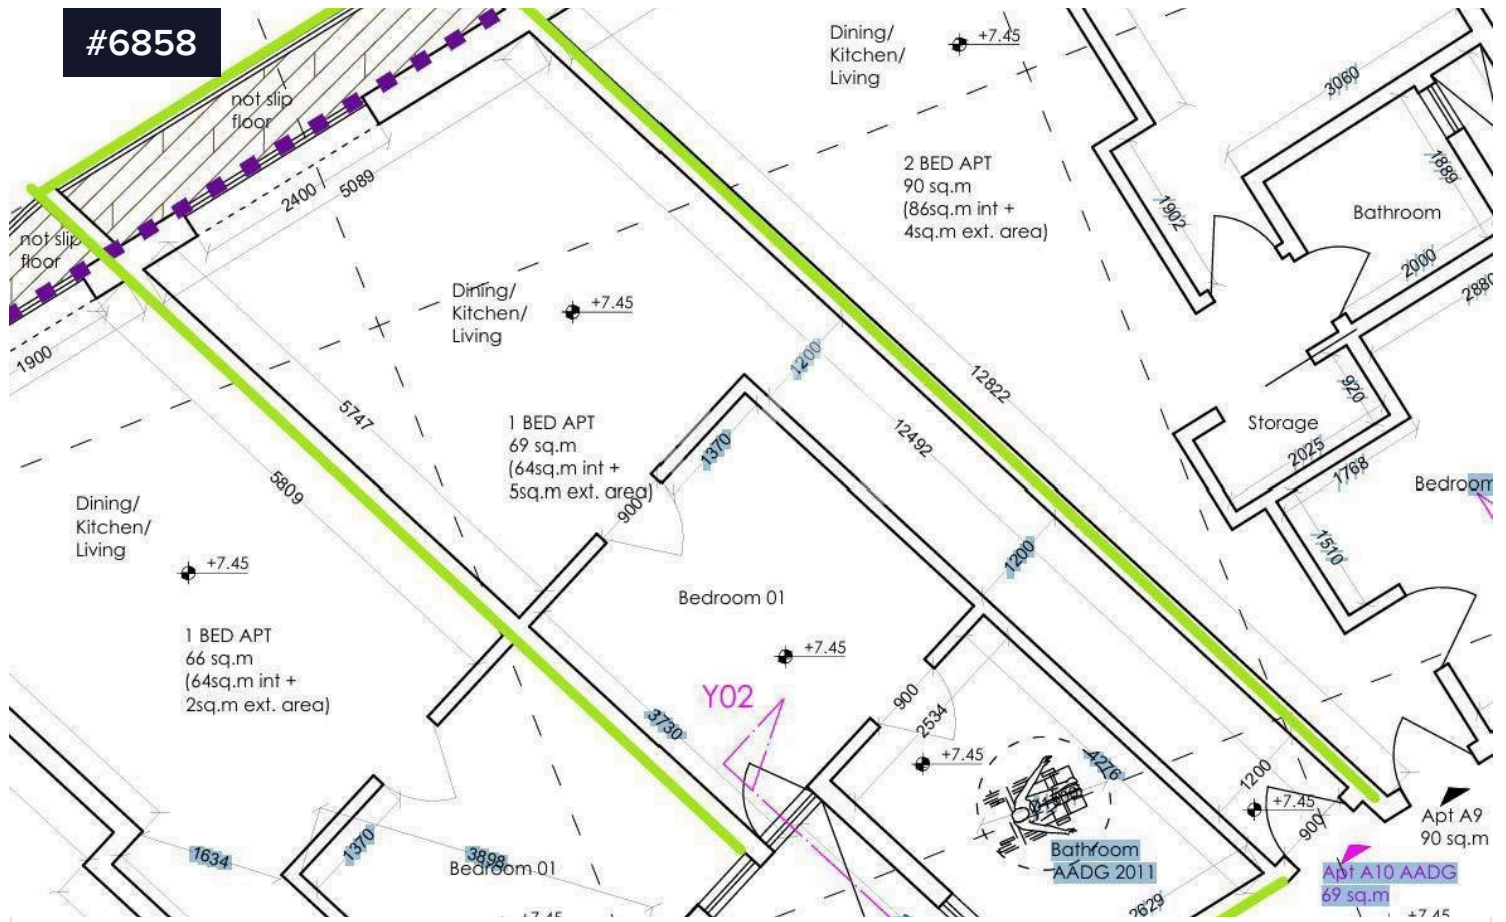 #6858
not slip
floor
Dining/
Kitchen/
Living
+7.45
3060
2400
5089
2 BED APT
90 sq.m
(86sq.m int +
4sq.m ext. area)
1902
1889
Bathroom
2000
2880
not slip
floor
1900
Dining/
Kitchen/
Living
+7.45
1200
5747
12822
12492
920
Storage
2025
1768
1 BED APT
69 sq.m
(64sq.m int +
5sq.m ext. area)
1370
900
5809
Dining/
Kitchen/
Living
+7.45
Bedroom
1510
1200
Bedroom 01
+7.45
1 BED APT
66 sq.m
(64sq.m int +
2sq.m ext. area)
Y02
3730
900
2534
+7.45
4276
1200
+7.45
900
Apt A9
90 sq.m
1634
1370
3898
Bedroom 01
Bathroom
AADG 2011
Apt A10 AADG
69 sq.m
2629
+7.45
+7.45